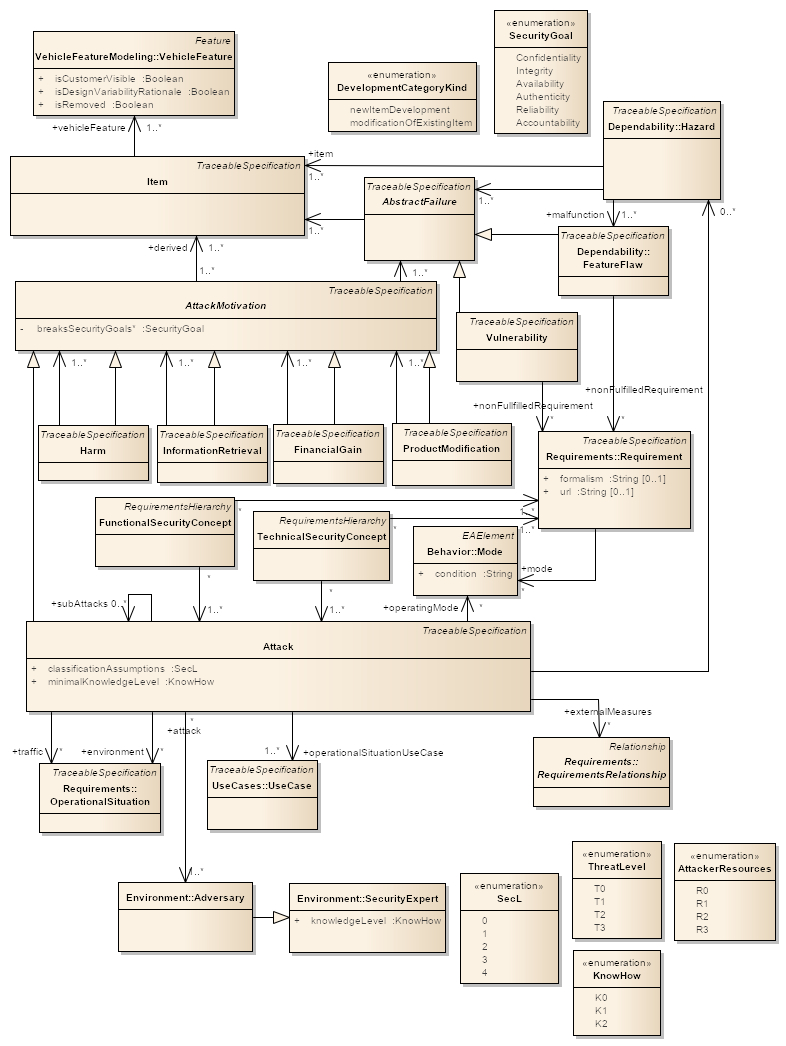 «enumeration»
SecurityGoal
Confidentiality
Integrity
Availability
Authenticity
Reliability
Accountability
Feature
VehicleFeatureModeling::VehicleFeature
+ isCustomerVisible :Boolean
+ isDesignVariabilityRationale :Boolean
+ isRemoved :Boolean
«enumeration»
DevelopmentCategoryKind
newItemDevelopment
modificationOfExistingItem
TraceableSpecification
Dependability::Hazard
+vehicleFeature 1..*
+item
1..*
TraceableSpecification
Item
TraceableSpecification
AbstractFailure
1..*
1..*
+malfunction 1..*
0..*
TraceableSpecification
Dependability::
FeatureFlaw
+derived 1..*
1..*
1..*
TraceableSpecification
AttackMotivation
- breaksSecurityGoals* :SecurityGoal
TraceableSpecification
Vulnerability
1..*
1..*
1..*
1..*
+nonFulfilledRequirement
*
+nonFullfilledRequirement
*
TraceableSpecification
Harm
TraceableSpecification
InformationRetrieval
TraceableSpecification
FinancialGain
TraceableSpecification
ProductModification
TraceableSpecification
Requirements::Requirement
+ formalism :String [0..1]
+ url :String [0..1]
RequirementsHierarchy
FunctionalSecurityConcept
*
1..*
RequirementsHierarchy
TechnicalSecurityConcept
*
1..*
EAElement
Behavior::Mode
+ condition :String
+mode
*
*
1..*
*
1..*
+subAttacks 0..*
+operatingMode *
TraceableSpecification
Attack
+ classificationAssumptions :SecL
+ minimalKnowledgeLevel :KnowHow
+traffic *
+environment *
*
+attack
1..*
+operationalSituationUseCase
+externalMeasures
*
TraceableSpecification
Requirements::
OperationalSituation
TraceableSpecification
UseCases::UseCase
Relationship
Requirements::
RequirementsRelationship
1..*
Environment::Adversary
Environment::SecurityExpert
+ knowledgeLevel :KnowHow
«enumeration»
SecL
0
1
2
3
4
«enumeration»
ThreatLevel
T0
T1
T2
T3
«enumeration»
AttackerResources
R0
R1
R2
R3
«enumeration»
KnowHow
K0
K1
K2